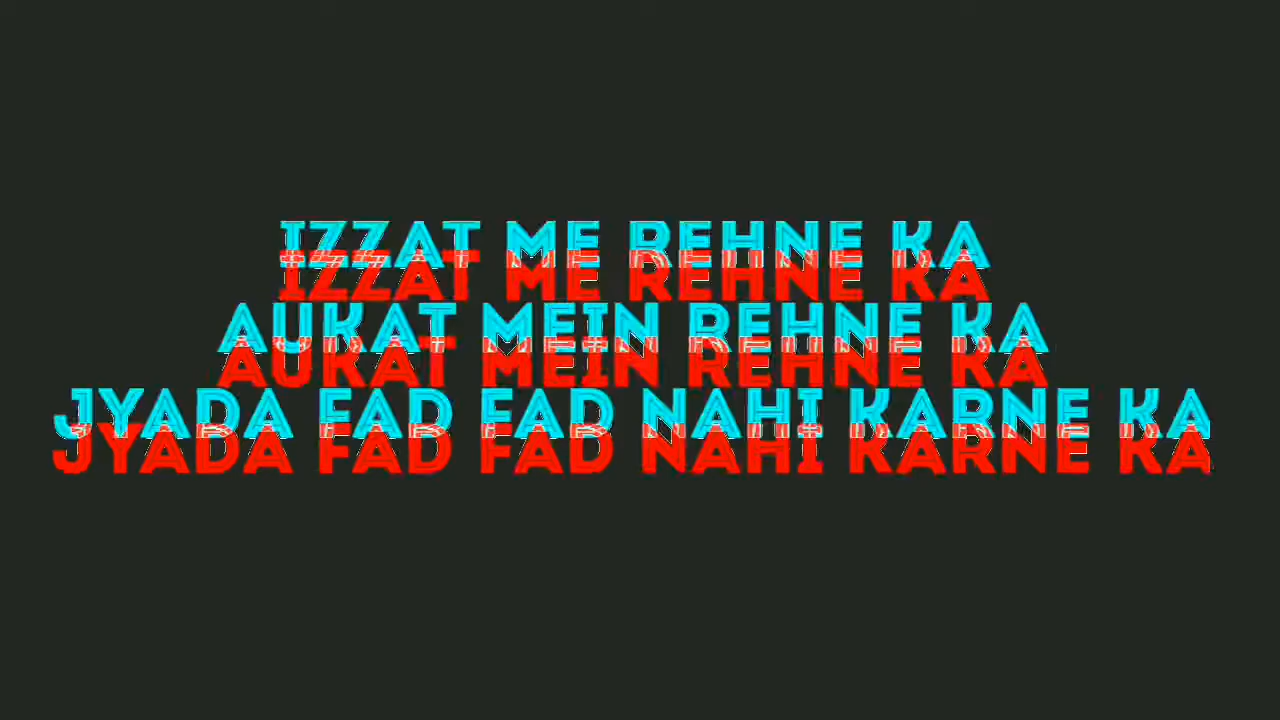 IZZAT ME REHNE KA
AUKAT MEIN REHNE KA
JYADA FAD FAD NAHI KARNE KA